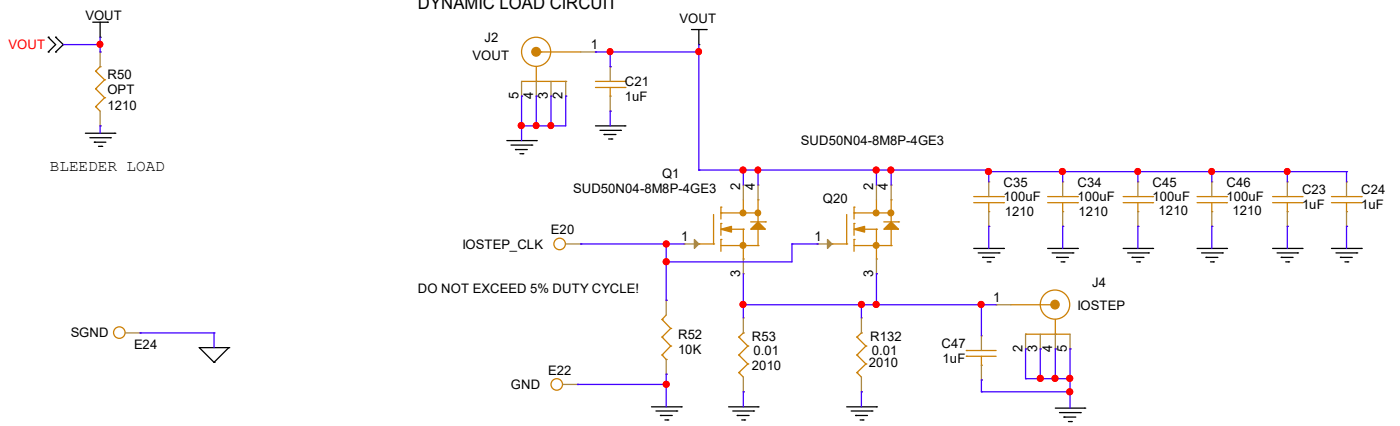 DYNAMIC LOAD CIRCUIT
VOUT
VOUT
R50
OPT
1210
BLEEDER LOAD
VOUT
J2
VOUT
1
5
4
3
2
C21
1uF
SUD50N04-8M8P-4GE3
Q1
SUD50N04-8M8P-4GE3
2
4
1
3
Q20
2
4
1
3
C35
100uF
1210
C34
100uF
1210
C45
100uF
1210
C46
100uF
1210
C23
1uF
C24
1uF
E20
IOSTEP_CLK
DO NOT EXCEED 5% DUTY CYCLE!
R52
10K
R53
0.01
2010
R132
0.01
2010
C47
1uF
J4
1
IOSTEP
2
3
4
5
SGND
E24
E22
GND